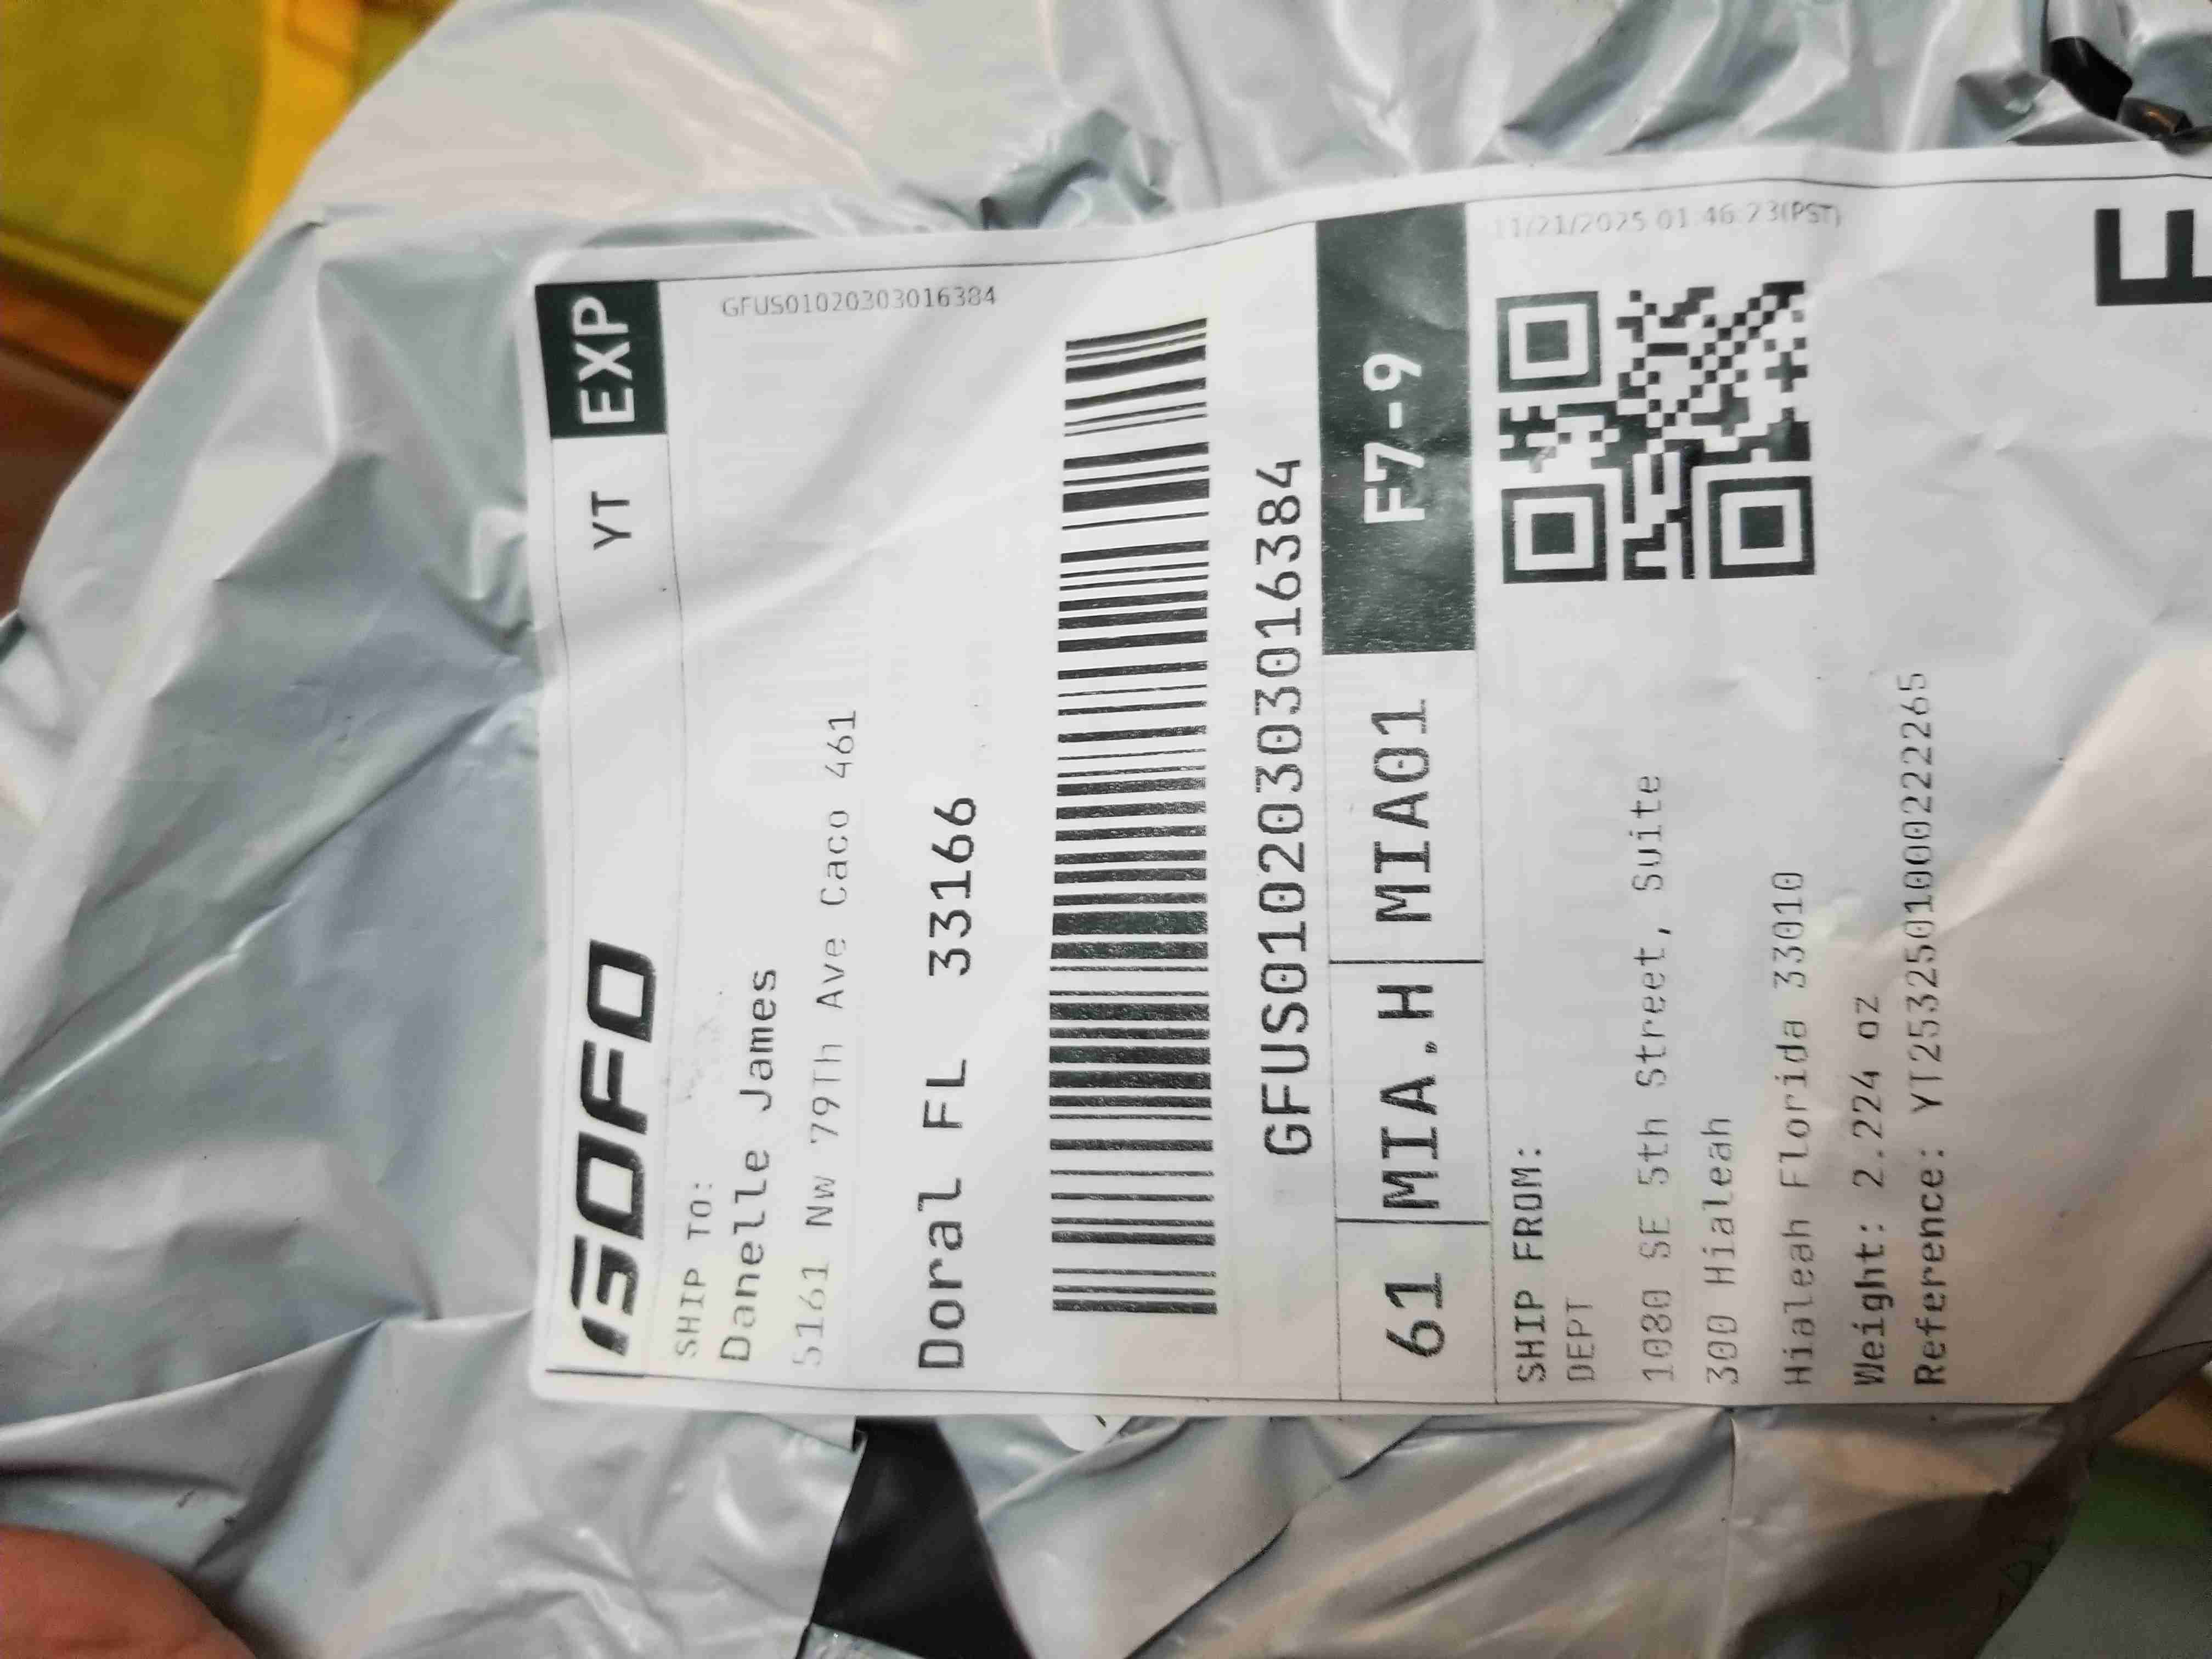 GOFO
YT EXP
SHIP TO:
GFUS01020303016384
Danelle James
5161 Nw 79Th Ave Caco 461
Doral FL 33166
GFUS01020303016384
61 MIA.H MIA01 F7-9
SHIP FROM:
11/21/2025 01:46:23(PST)
DEPT
1080 SE 5th Street, Suite
300 Hialeah
Hialeah Florida 33010
Weight: 2.224 oz
Reference: YT2532501000222265